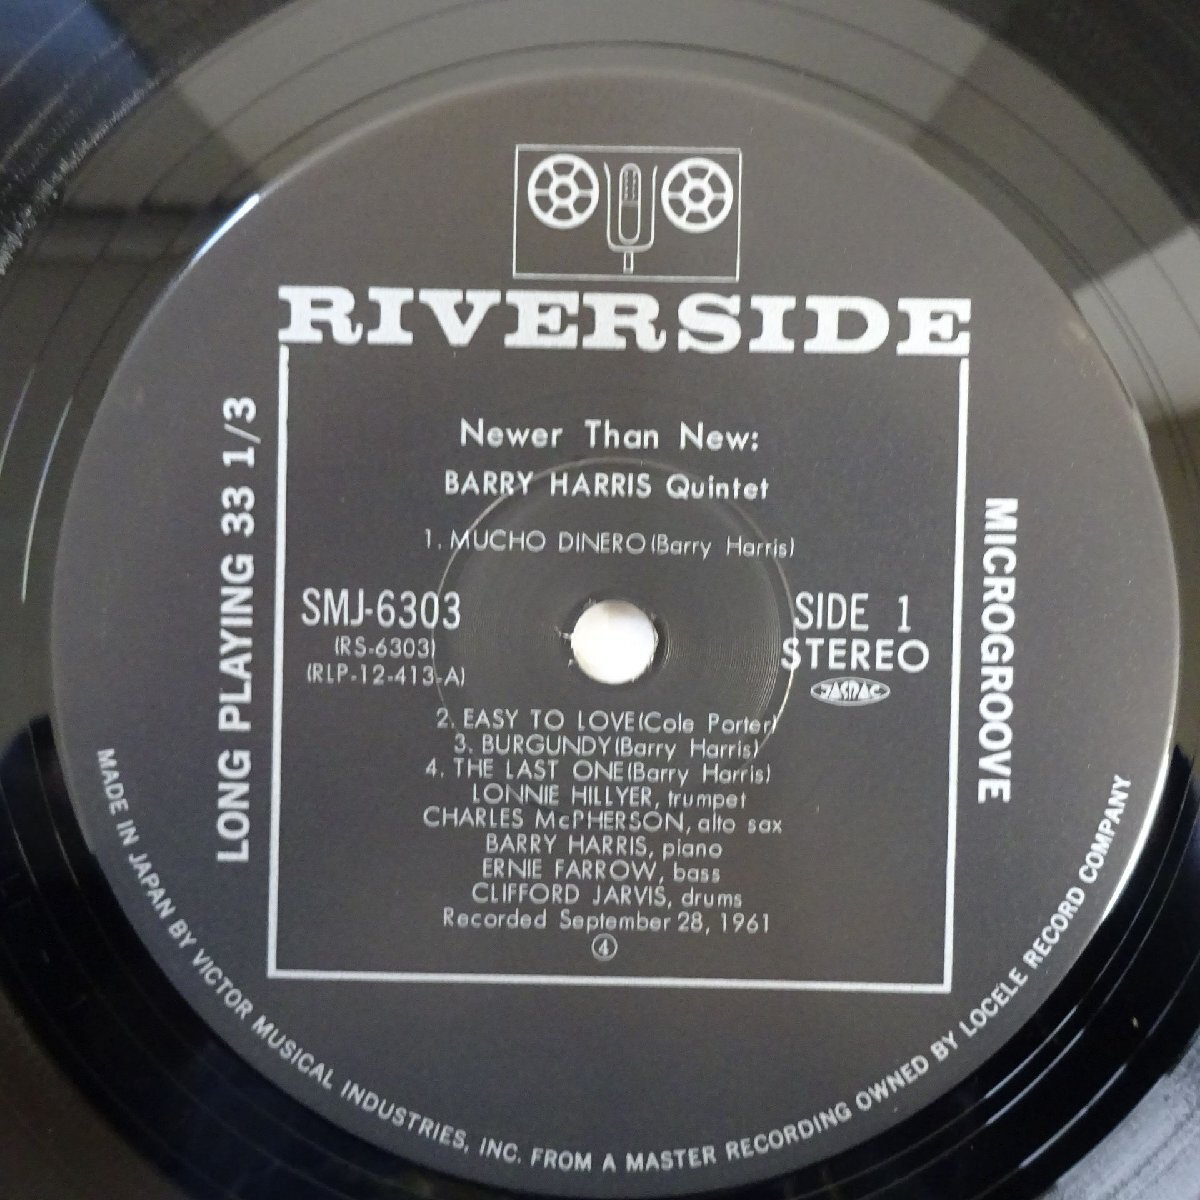 RIVERSIDE
Newer Than New:
BARRY HARRIS Quintet
1. MUCHO DINERO (Barry Harris)
SMJ-6303
(RS-6303)
(RLP-12-413-A)
SIDE 1
STEREO
JASRAC
2. EASY TO LOVE (Cole Porter)
3. BURGUNDY (Barry Harris)
4. THE LAST ONE (Barry Harris)
LONNIE HILLYER, trumpet
CHARLES McPHERSON, alto sax
BARRY HARRIS, piano
ERNIE FARROW, bass
CLIFFORD JARVIS, drums
Recorded September 28, 1961
④
LONG PLAYING 33 1/3
MICROGROOVE
MADE IN JAPAN BY VICTOR MUSICAL INDUSTRIES, INC. FROM A MASTER RECORDING OWNED BY LOCELE RECORD COMPANY